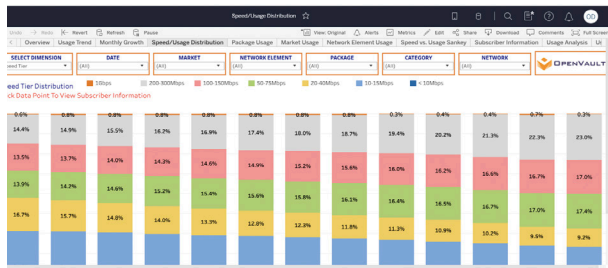 Speed/Usage Distribution
OD
Undo Redo Revert Refresh Pause
View: Original Alerts Metrics Edit Share Download Comments Full Screen
Overview Usage Trend Monthly Growth Speed/Usage Distribution Package Usage Market Usage Network Element Usage Speed vs. Usage Sankey Subscriber Information Usage Analysis
SELECT DIMENSION DATE MARKET NETWORK ELEMENT PACKAGE CATEGORY NETWORK
eed Tier (All) (All) (All) (All) (All) (All)
OPENVAULT
eed Tier Distribution
1Gbps 200-300Mbps 100-150Mbps 50-75Mbps 20-40Mbps 10-15Mbps < 10Mbps
ck Data Point To View Subscriber Information
0.6% 0.8% 0.8% 0.8% 0.8% 0.8% 0.8% 0.8% 0.3% 0.4% 0.4% 0.7% 0.3%
14.4% 14.9% 15.5% 16.2% 16.9% 17.4% 18.0% 18.7% 19.4% 20.2% 21.3% 22.3% 23.0%
13.5% 13.7% 14.0% 14.3% 14.6% 14.9% 15.2% 15.6% 16.0% 16.2% 16.6% 16.7% 17.0%
13.9% 14.2% 14.6% 15.2% 15.4% 15.6% 15.8% 16.1% 16.4% 16.5% 16.7% 17.0% 17.4%
16.7% 15.7% 14.8% 14.0% 13.3% 12.8% 12.3% 11.8% 11.3% 10.9% 10.2% 9.5% 9.2%